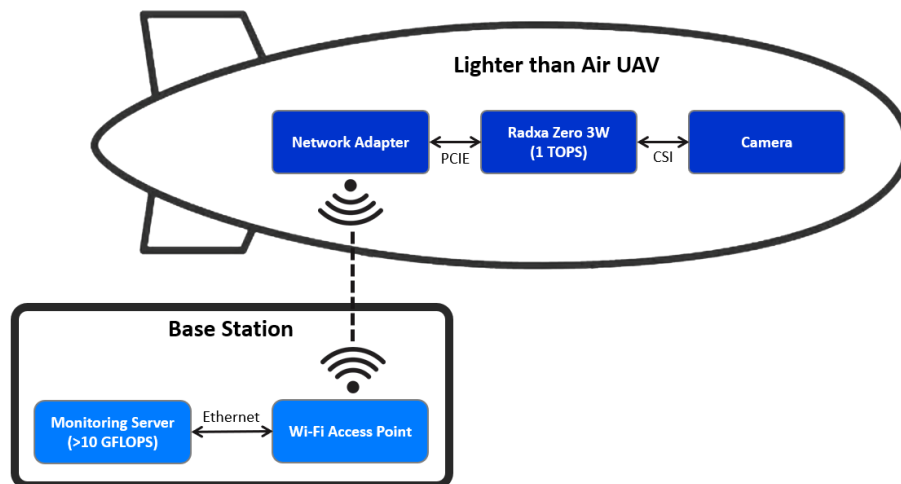 Lighter than Air UAV
Network Adapter
PCIE
Radxa Zero 3W
(1 TOPS)
CSI
Camera
Base Station
Monitoring Server
(>10 GFLOPS)
Ethernet
Wi-Fi Access Point